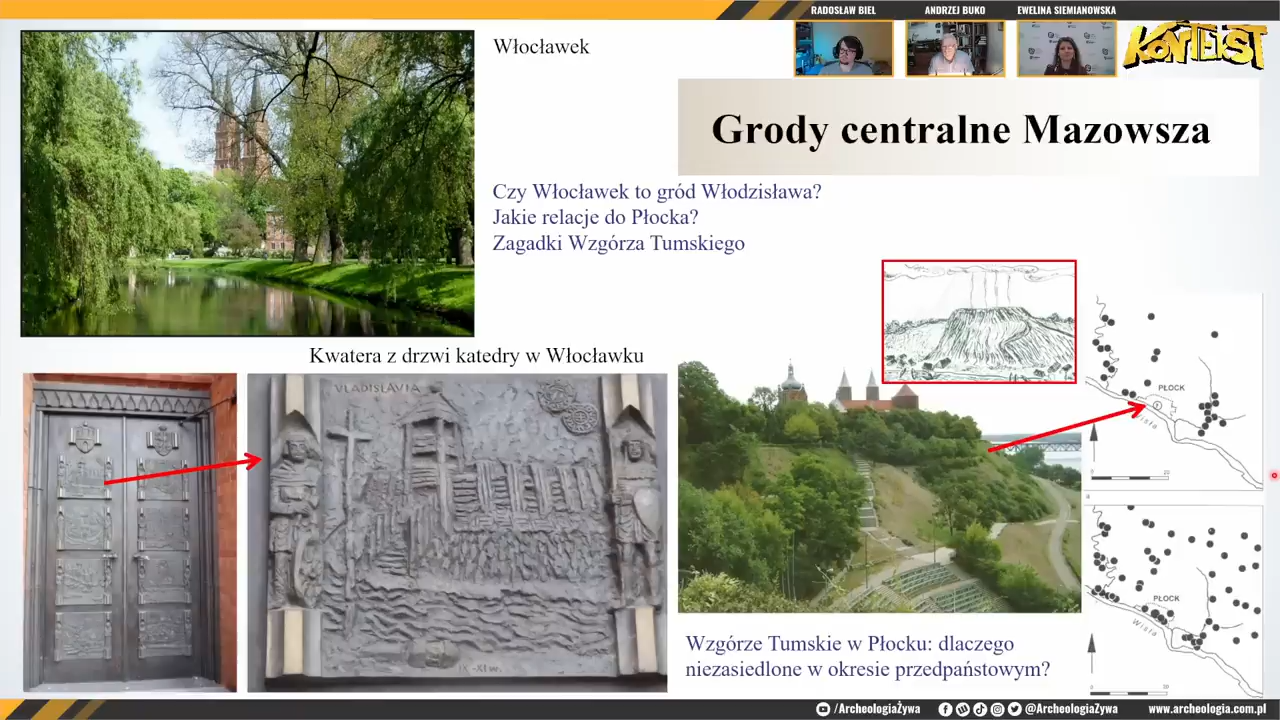 RADOSŁAW BIEL
ANDRZEJ BUKO
EWELINA SIEMIANOWSKA
KONTEKST
Włocławek
Grody centralne Mazowsza
Czy Włocławek to gród Włodzisława?
Jakie relacje do Płocka?
Zagadki Wzgórza Tumskiego
Kwatera z drzwi katedry w Włocławku
VLADISLAVIA
IX-XI w.
PŁOCK
Wisła
PŁOCK
Wisła
Wzgórze Tumskie w Płocku: dlaczego
niezasiedlone w okresie przedpaństowym?
/ArcheologiaŻywa
@ArcheologiaŻywa
www.archeologia.com.pl